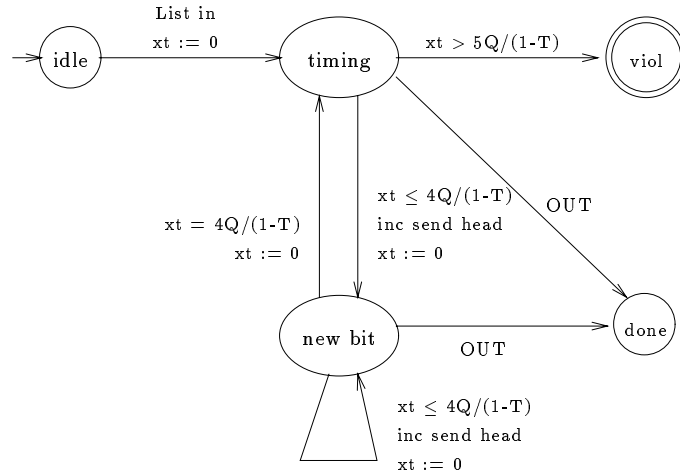 List in
xt := 0
idle
timing
xt > 5Q/(1-T)
viol
xt = 4Q/(1-T)
xt := 0
xt ≤ 4Q/(1-T)
inc send head
xt := 0
OUT
new bit
OUT
done
xt ≤ 4Q/(1-T)
inc send head
xt := 0